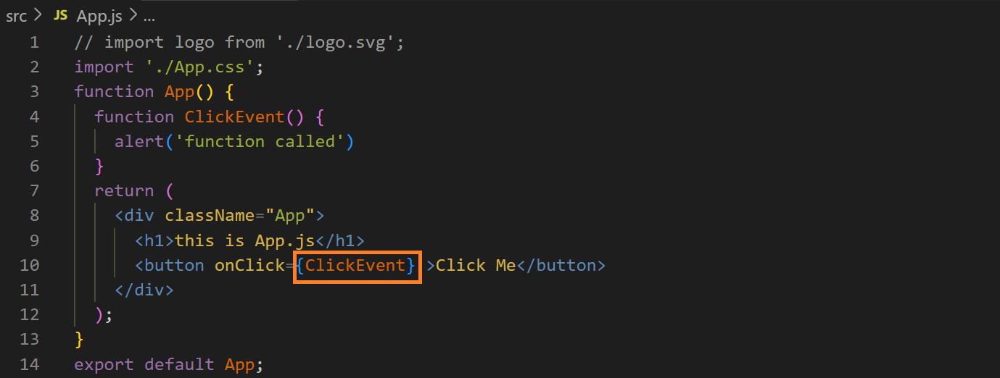 src > JS App.js > ...
1 // import logo from './logo.svg';
2 import './App.css';
3 function App() {
4   function ClickEvent() {
5     alert('function called')
6   }
7   return (
8     <div className="App">
9       <h1>this is App.js</h1>
10       <button onClick={ClickEvent} >Click Me</button>
11     </div>
12   );
13 }
14 export default App;